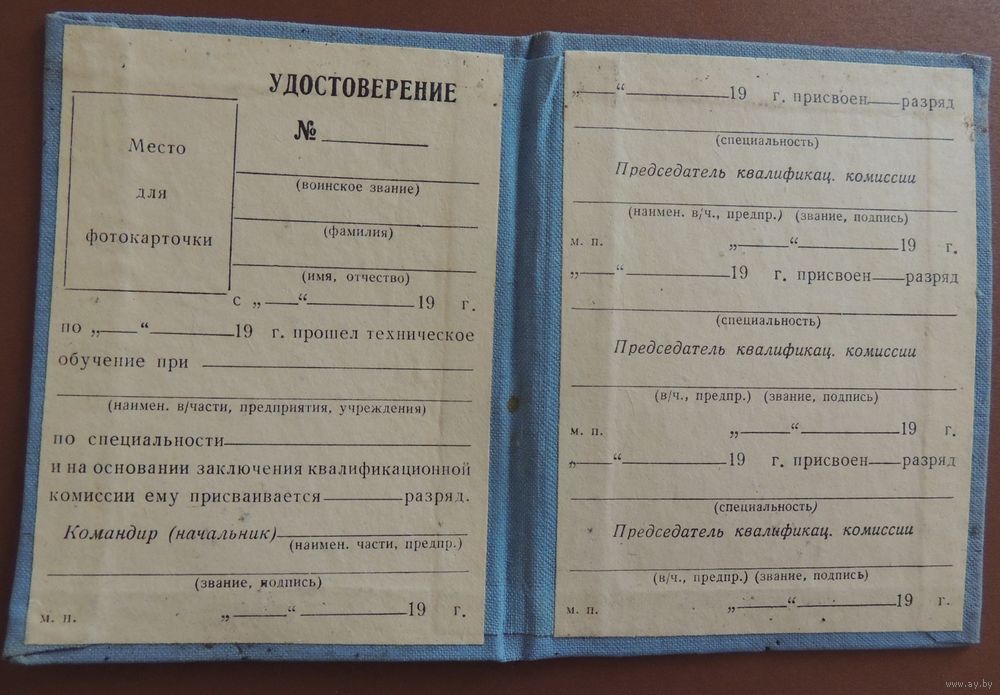 УДОСТОВЕРЕНИЕ
№
Место
для
фотокарточки
(воинское звание)
(фамилия)
(имя, отчество)
с „ “ 19 г.
по „ “ 19 г. прошел техническое
обучение при
(наимен. в/части, предприятия, учреждения)
по специальности
и на основании заключения квалификационной
комиссии ему присваивается разряд.
Командир (начальник)
(наимен. части, предпр.)
(звание, подпись)
м. п. „ “ 19 г.
„ “ 19 г. присвоен разряд
(специальность)
Председатель квалификац. комиссии
(наимен. в/ч., предпр.) (звание, подпись)
м. п. „ “ 19 г.
„ “ 19 г. присвоен разряд
(специальность)
Председатель квалификац. комиссии
(в/ч., предпр.) (звание, подпись)
м. п. „ “ 19 г.
„ “ 19 г. присвоен разряд
(специальность)
Председатель квалификац. комиссии
(в/ч., предпр.) (звание, подпись)
м. п. „ “ 19 г.
www.ay.by